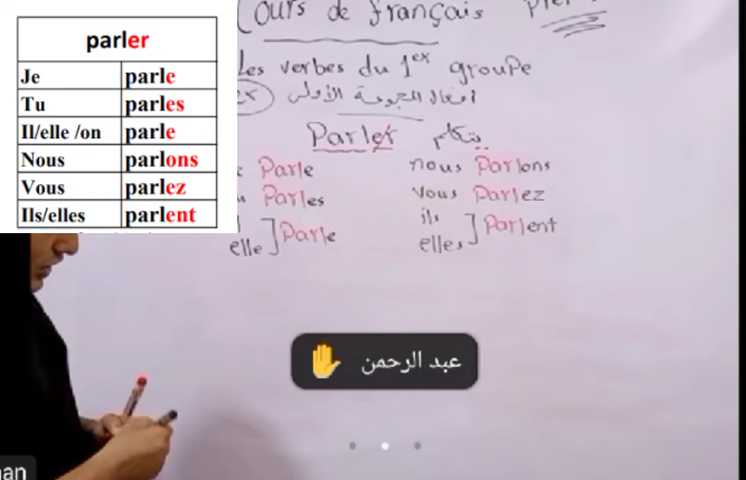 parler
Je parle
Tu parles
Il/elle /on parle
Nous parlons
Vous parlez
Ils/elles parlent
Cours de français
Les verbes du 1ex groupe
افعال المجموعة الأولى
Parler يتكلم
Parle nous Parlons
Parles vous Parlez
elle ] Parle ils elles ] Parlent
عبد الرحمن